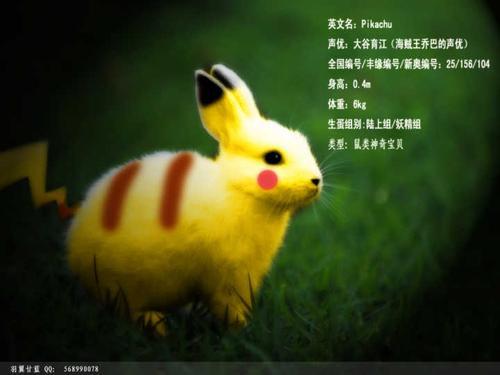 英文名：Pikachu
声优：大谷育江（海贼王乔巴的声优）
全国编号/丰缘编号/新奥编号：25/156/104
身高：0.4m
体重：6kg
生蛋组别:陆上组/妖精组
类型：鼠类神奇宝贝
羽翼甘蓝 QQ： 568990078